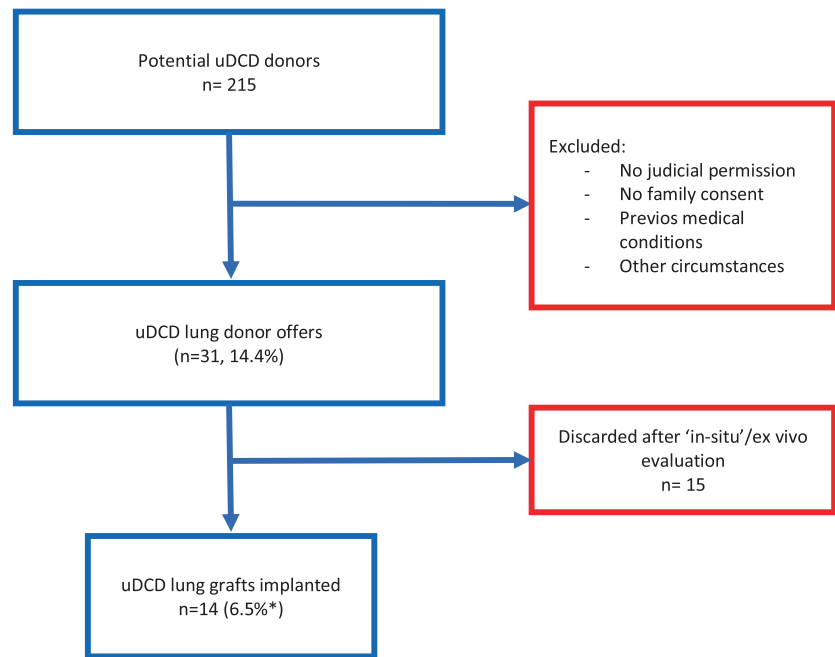 Potential uDCD donors
n= 215
Excluded:
- No judicial permission
- No family consent
- Previos medical
conditions
- Other circumstances
uDCD lung donor offers
(n=31, 14.4%)
Discarded after ‘in-situ’/ex vivo
evaluation
n= 15
uDCD lung grafts implanted
n=14 (6.5%*)